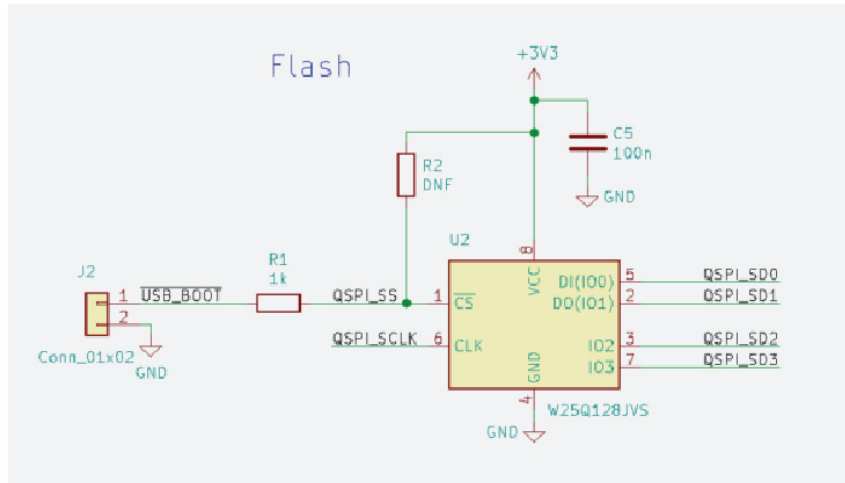 Flash
+3V3
C5
100n
GND
R2
DNF
U2
J2
R1
1k
1
USB_BOOT
QSPI_SS
1
CS
2
Conn_01x02
GND
QSPI_SCLK
6
CLK
8
VCC
DI(IO0)
5
QSPI_SD0
DO(IO1)
2
QSPI_SD1
IO2
3
QSPI_SD2
IO3
7
QSPI_SD3
GND
4
W25Q128JVS
GND